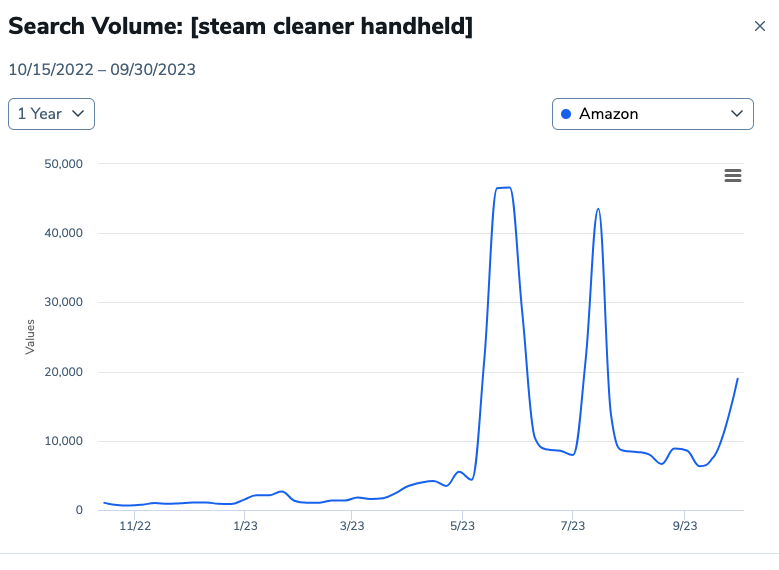 Search Volume: [steam cleaner handheld]
10/15/2022 – 09/30/2023
1 Year
Amazon
50,000
40,000
30,000
20,000
10,000
0
Values
11/22
1/23
3/23
5/23
7/23
9/23